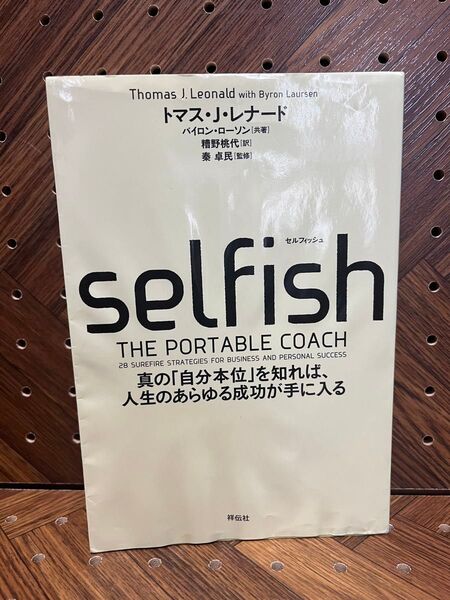 Thomas J. Leonald with Byron Laursen
トマス・J・レナード
バイロン・ローソン[共著]
糟野桃代[訳]
秦 卓民[監修]
セルフィッシュ
selfish
THE PORTABLE COACH
28 SUREFIRE STRATEGIES FOR BUSINESS AND PERSONAL SUCCESS
真の「自分本位」を知れば、
人生のあらゆる成功が手に入る
祥伝社